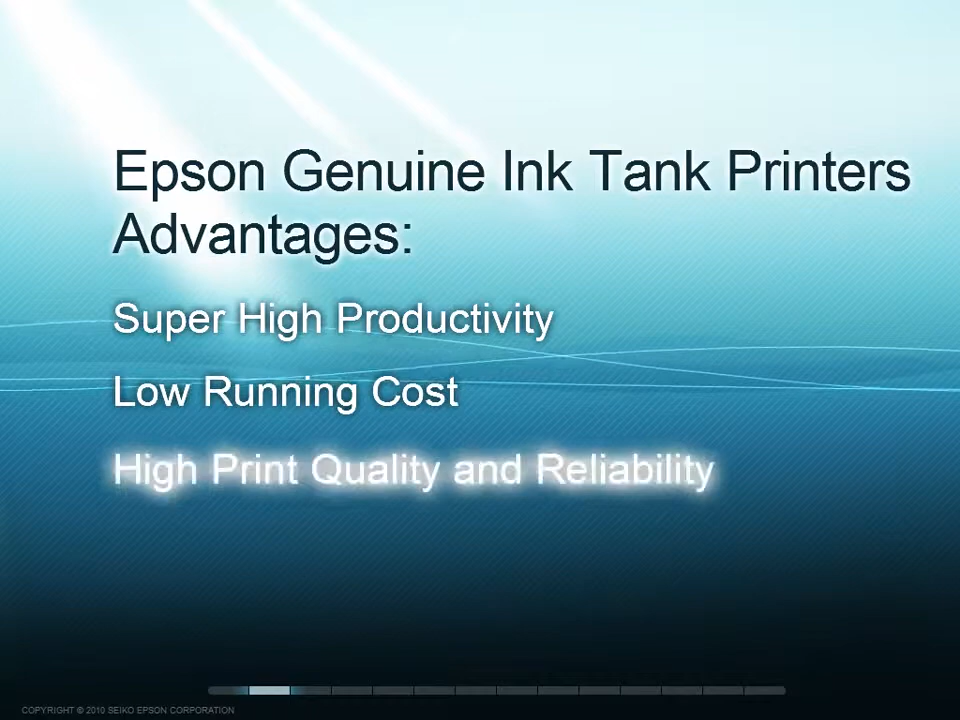 Epson Genuine Ink Tank Printers
Advantages:
Super High Productivity
Low Running Cost
High Print Quality and Reliability
COPYRIGHT © 2010 SEIKO EPSON CORPORATION